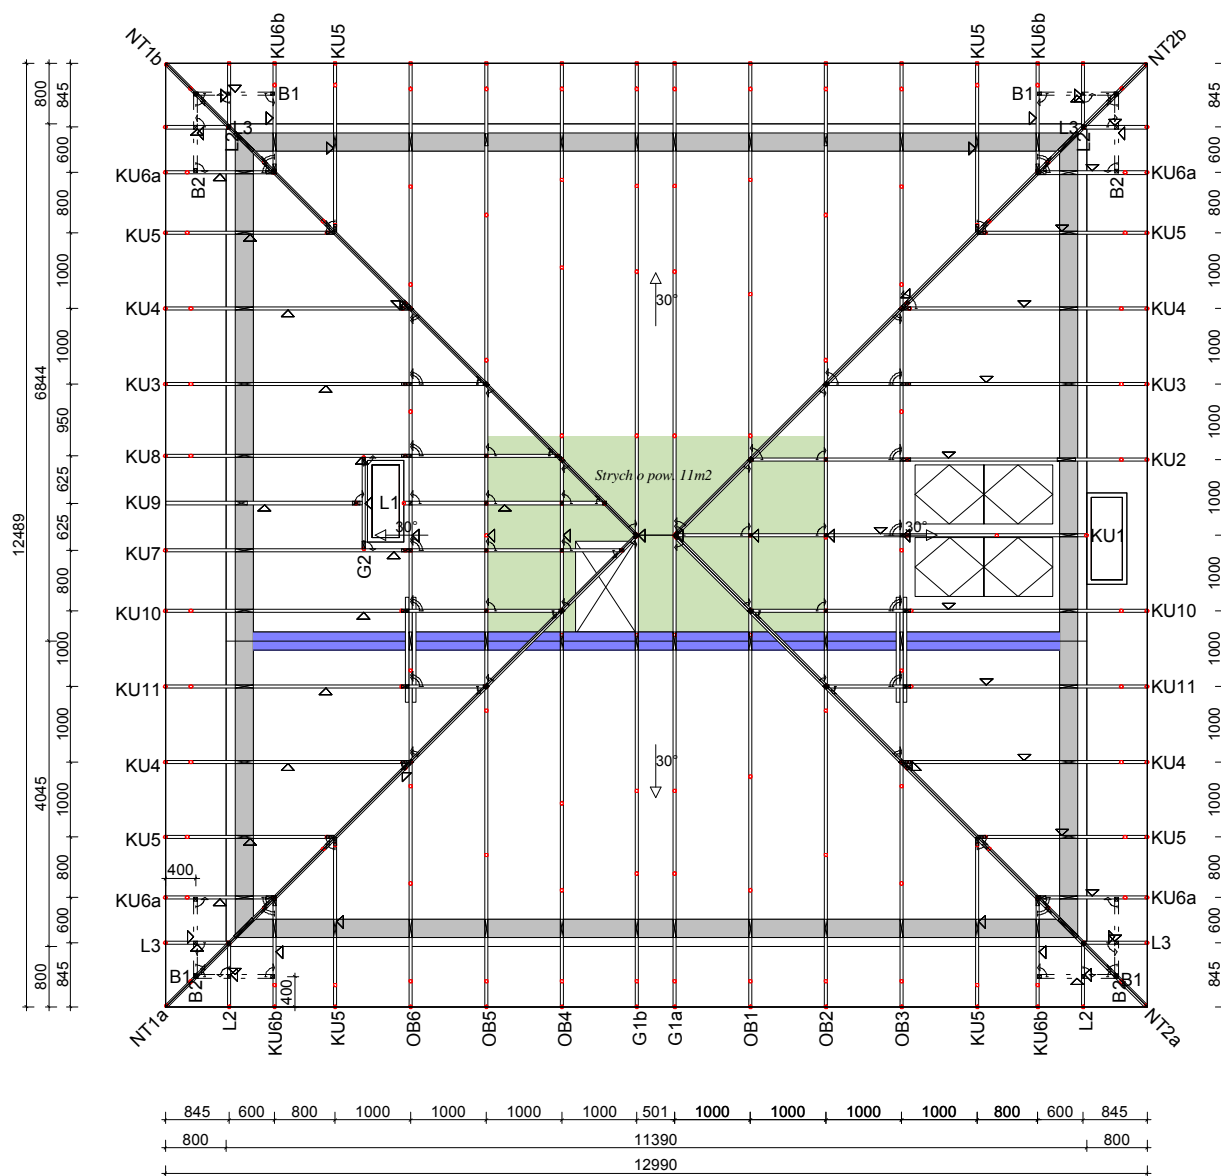 NT1b
KU6b
KU5
KU5
KU6b
NT2b
B1
B1
L3
L2
L3
L2
KU6a
B2
B2
KU6a
KU5
KU5
30°
KU4
KU4
KU3
KU3
KU8
KU2
Strych o pow. 11m2
KU9
L1
30°
30°
KU1
KU7
G2
KU10
KU10
KU11
KU11
30°
KU4
KU4
KU5
KU5
400
KU6a
KU6a
L3
L3
B1
B2
400
B1
B2
NT1a
L2
KU6b
KU5
OB6
OB5
OB4
G1b
G1a
OB1
OB2
OB3
KU5
KU6b
L2
NT2a
12489
800
6844
4045
800
845
600
800
1000
1000
950
625
625
800
1000
1000
1000
800
600
845
845
600
800
1000
1000
1000
1000
1000
1000
1000
1000
800
600
845
845 600 800 1000 1000 1000 1000 501 1000 1000 1000 1000 800 600 845
800 11390 800
12990